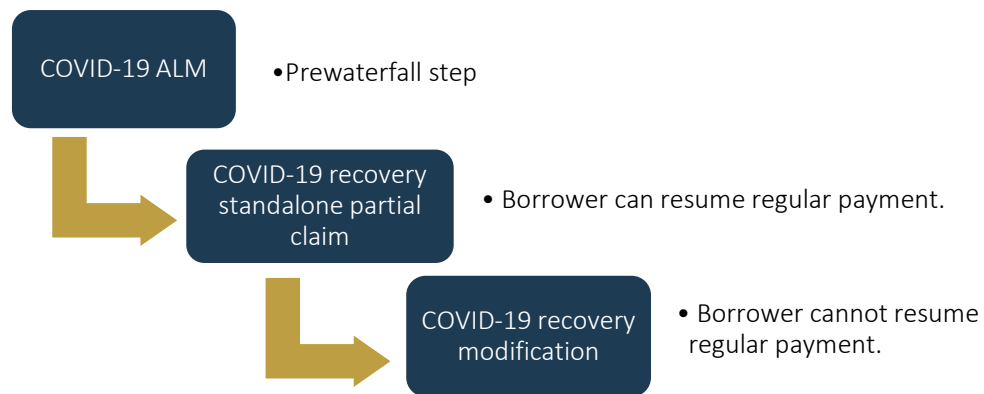 COVID-19 ALM
•Prewaterfall step
COVID-19 recovery
standalone partial
claim
• Borrower can resume regular payment.
COVID-19 recovery
modification
• Borrower cannot resume
regular payment.